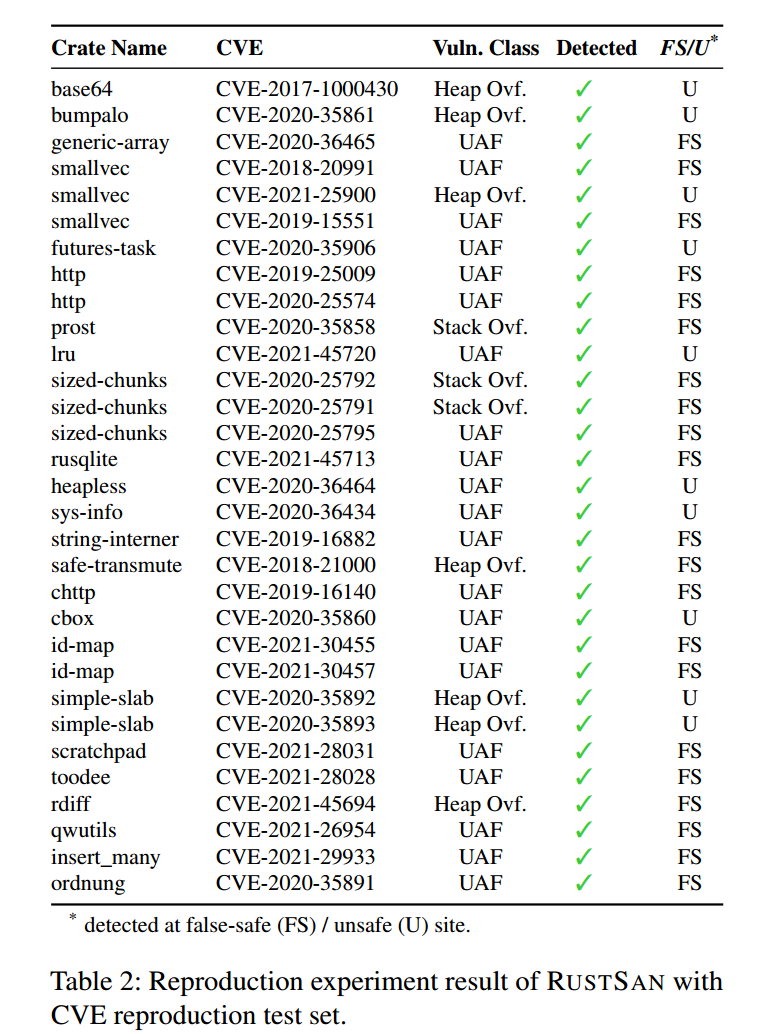 Crate Name CVE Vuln. Class Detected FS/U*
base64 CVE-2017-1000430 Heap Ovf. ✓ U
bumpalo CVE-2020-35861 Heap Ovf. ✓ U
generic-array CVE-2020-36465 UAF ✓ FS
smallvec CVE-2018-20991 UAF ✓ FS
smallvec CVE-2021-25900 Heap Ovf. ✓ U
smallvec CVE-2019-15551 UAF ✓ FS
futures-task CVE-2020-35906 UAF ✓ U
http CVE-2019-25009 UAF ✓ FS
http CVE-2020-25574 UAF ✓ FS
prost CVE-2020-35858 Stack Ovf. ✓ FS
lru CVE-2021-45720 UAF ✓ U
sized-chunks CVE-2020-25792 Stack Ovf. ✓ FS
sized-chunks CVE-2020-25791 Stack Ovf. ✓ FS
sized-chunks CVE-2020-25795 UAF ✓ FS
rusqlite CVE-2021-45713 UAF ✓ FS
heapless CVE-2020-36464 UAF ✓ U
sys-info CVE-2020-36434 UAF ✓ U
string-interner CVE-2019-16882 UAF ✓ FS
safe-transmute CVE-2018-21000 Heap Ovf. ✓ FS
chttp CVE-2019-16140 UAF ✓ FS
cbox CVE-2020-35860 UAF ✓ U
id-map CVE-2021-30455 UAF ✓ FS
id-map CVE-2021-30457 UAF ✓ FS
simple-slab CVE-2020-35892 Heap Ovf. ✓ U
simple-slab CVE-2020-35893 Heap Ovf. ✓ U
scratchpad CVE-2021-28031 UAF ✓ FS
toodee CVE-2021-28028 UAF ✓ FS
rdiff CVE-2021-45694 Heap Ovf. ✓ FS
qwutils CVE-2021-26954 UAF ✓ FS
insert_many CVE-2021-29933 UAF ✓ FS
ordnung CVE-2020-35891 UAF ✓ FS
* detected at false-safe (FS) / unsafe (U) site.
Table 2: Reproduction experiment result of RUSTSAN with
CVE reproduction test set.